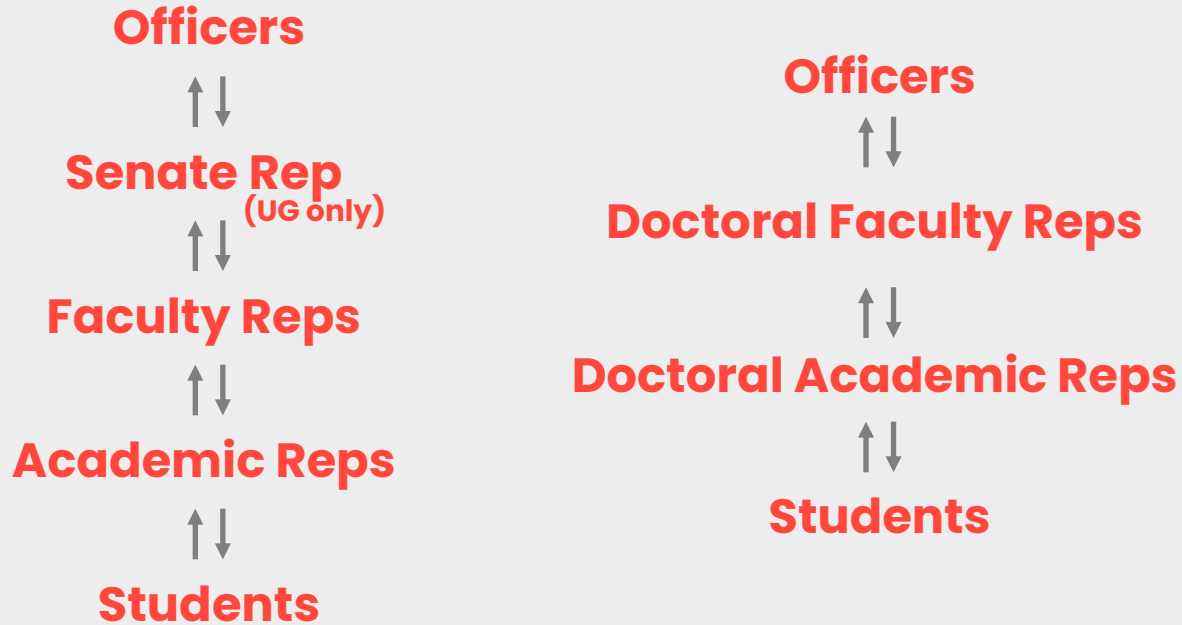 Officers
Senate Rep
(UG only)
Faculty Reps
Academic Reps
Students
Officers
Doctoral Faculty Reps
Doctoral Academic Reps
Students